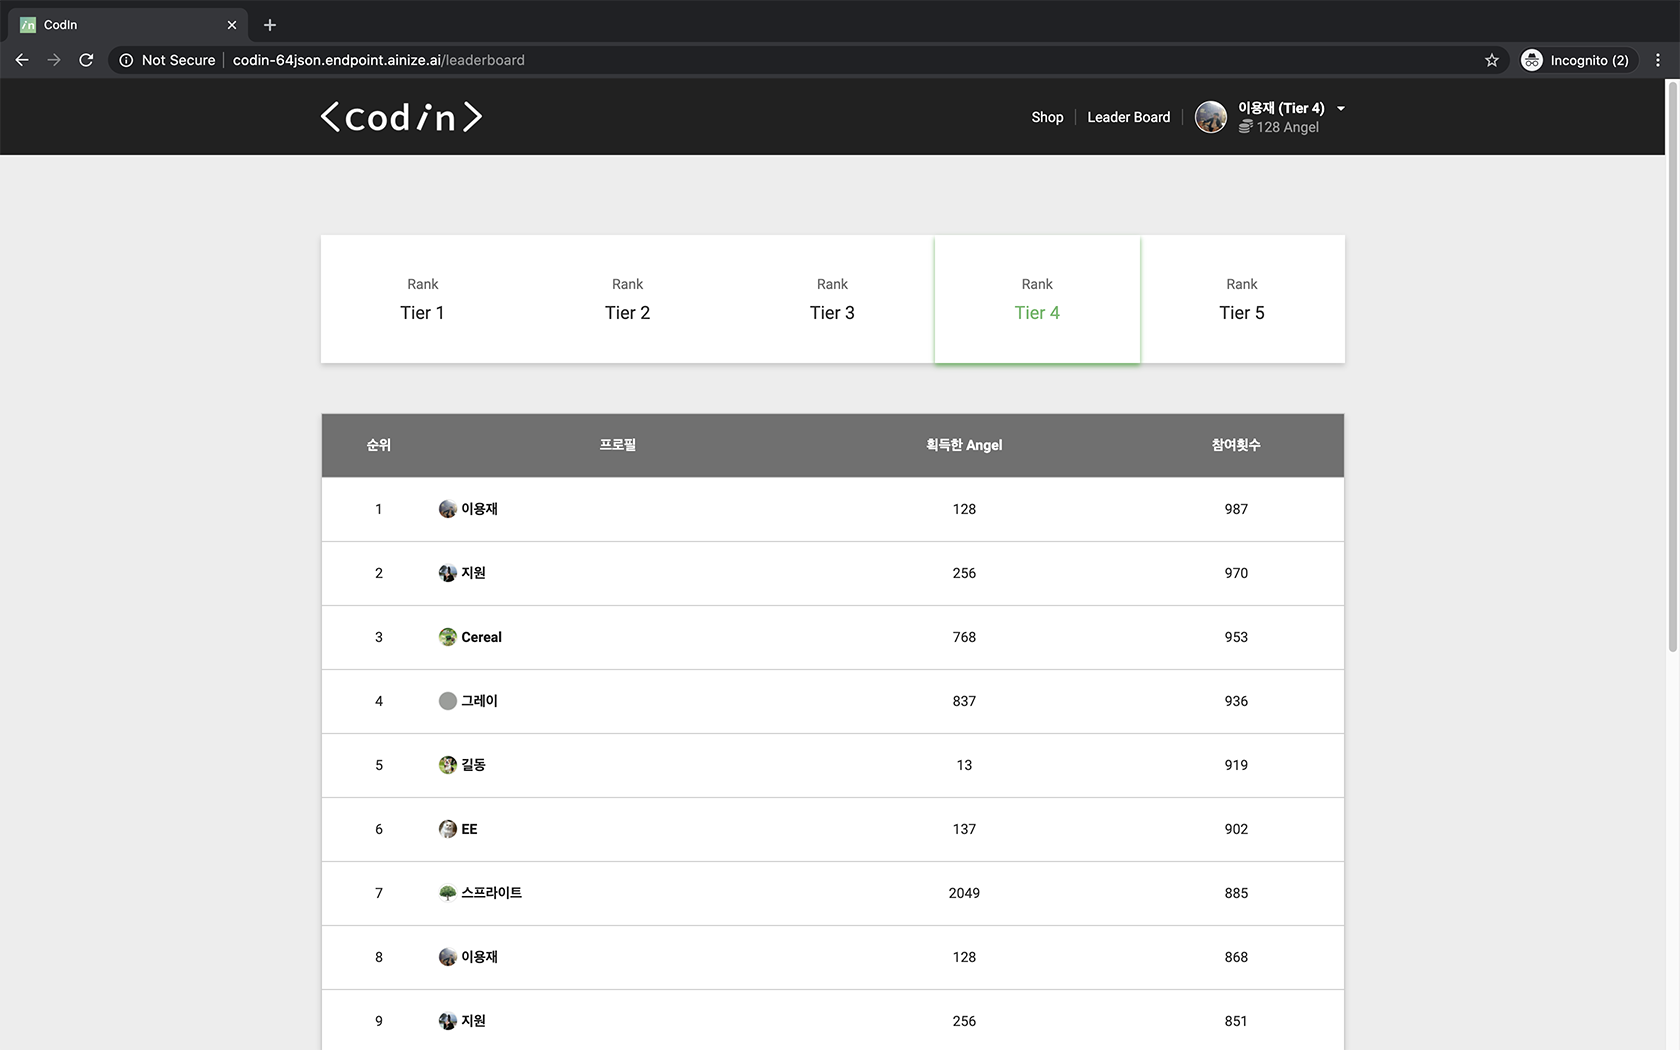 CodIn
Not Secure codin-64json.endpoint.ainize.ai/leaderboard Incognito (2)
<codin> Shop Leader Board 이용재 (Tier 4)
128 Angel
Rank Rank Rank Rank Rank
Tier 1 Tier 2 Tier 3 Tier 4 Tier 5
순위 프로필 획득한 Angel 참여횟수
1 이용재 128 987
2 지원 256 970
3 Cereal 768 953
4 그레이 837 936
5 길동 13 919
6 EE 137 902
7 스프라이트 2049 885
8 이용재 128 868
9 지원 256 851